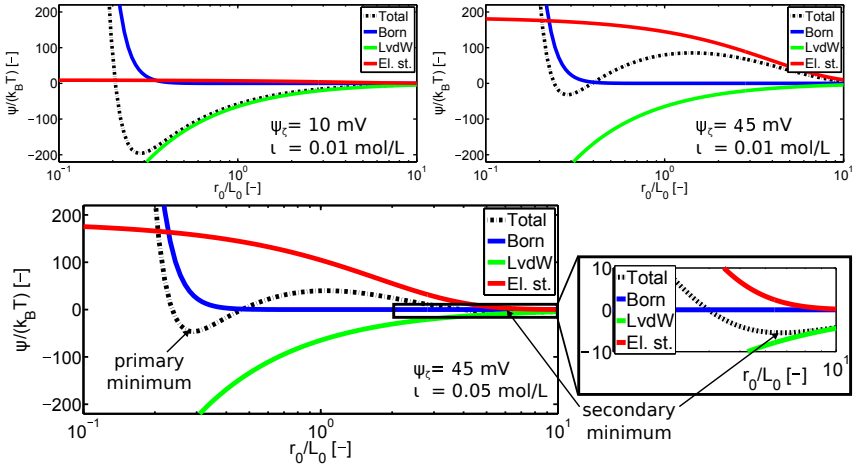 200
100
0
−100
−200
ψ/(k_B T) [−]
10^-1
10^0
10^1
r_0/L_0 [−]
Total
Born
LvdW
El. st.
ψ_ζ= 10 mV
ι = 0.01 mol/L
200
100
0
−100
−200
ψ/(k_B T) [−]
10^-1
10^0
10^1
r_0/L_0 [−]
Total
Born
LvdW
El. st.
ψ_ζ= 45 mV
ι = 0.01 mol/L
200
100
0
−100
−200
ψ/(k_B T) [−]
10^-1
10^0
10^1
r_0/L_0 [−]
Total
Born
LvdW
El. st.
primary
minimum
ψ_ζ= 45 mV
ι = 0.05 mol/L
10
0
−10
Total
Born
LvdW
El. st.
r_0/L_0 [−]
10^1
secondary
minimum